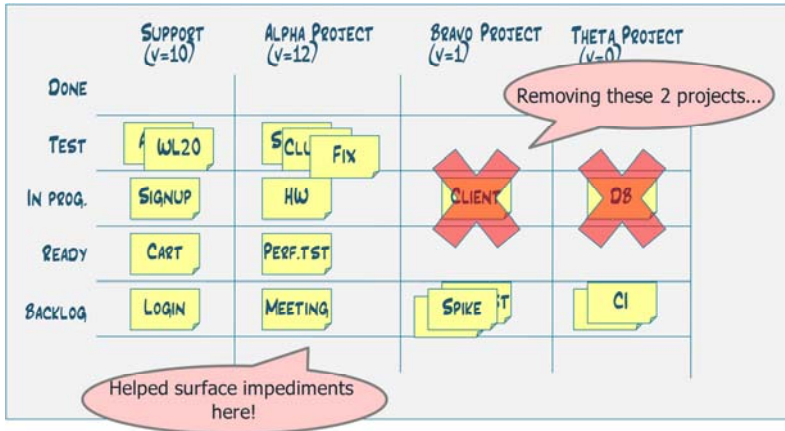 SUPPORT
(V=10)
ALPHA PROJECT
(V=12)
BRAVO PROJECT
(V=1)
THETA PROJECT
(V=0)
DONE
Removing these 2 projects...
TEST
WL20
FIX
IN PROG.
SIGNUP
HW
CLIENT
D8
READY
CART
PERF.TST
BACKLOG
LOGIN
MEETING
SPIKE
CI
Helped surface impediments
here!